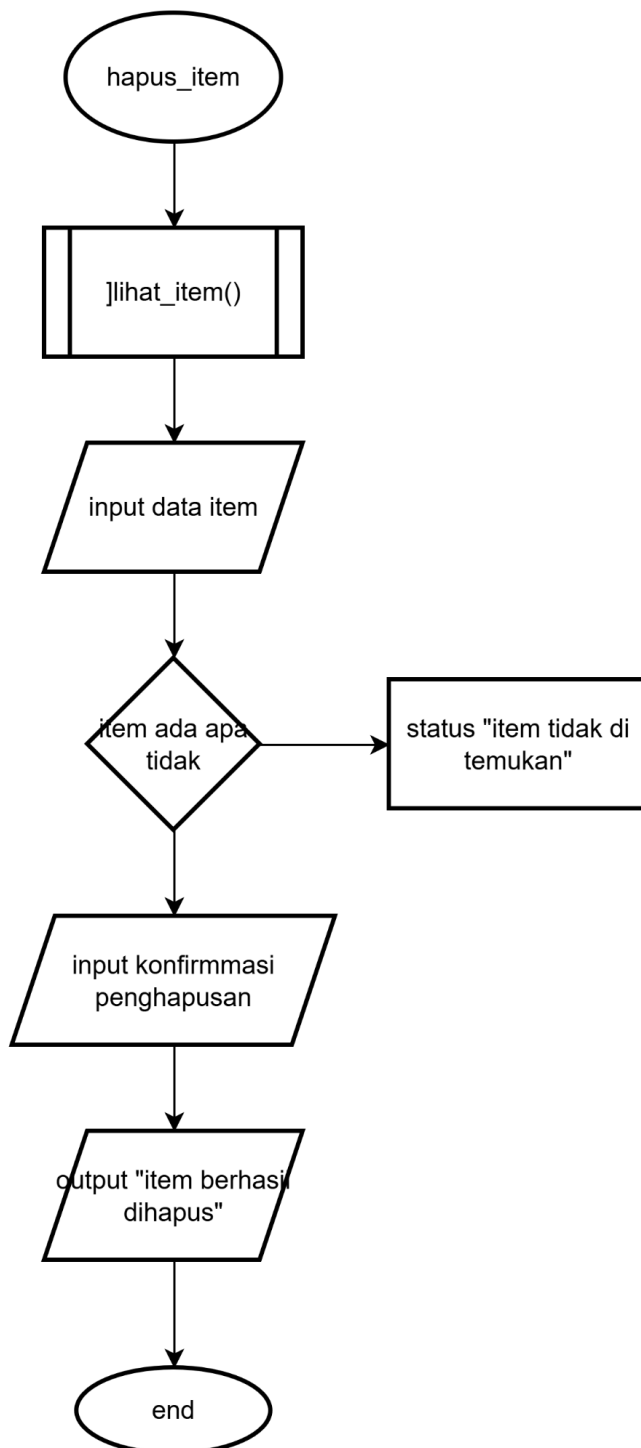 hapus_item
]lihat_item()
input data item
item ada apa
tidak
status "item tidak di
temukan"
input konfirmmasi
penghapusan
output "item berhasil
dihapus"
end